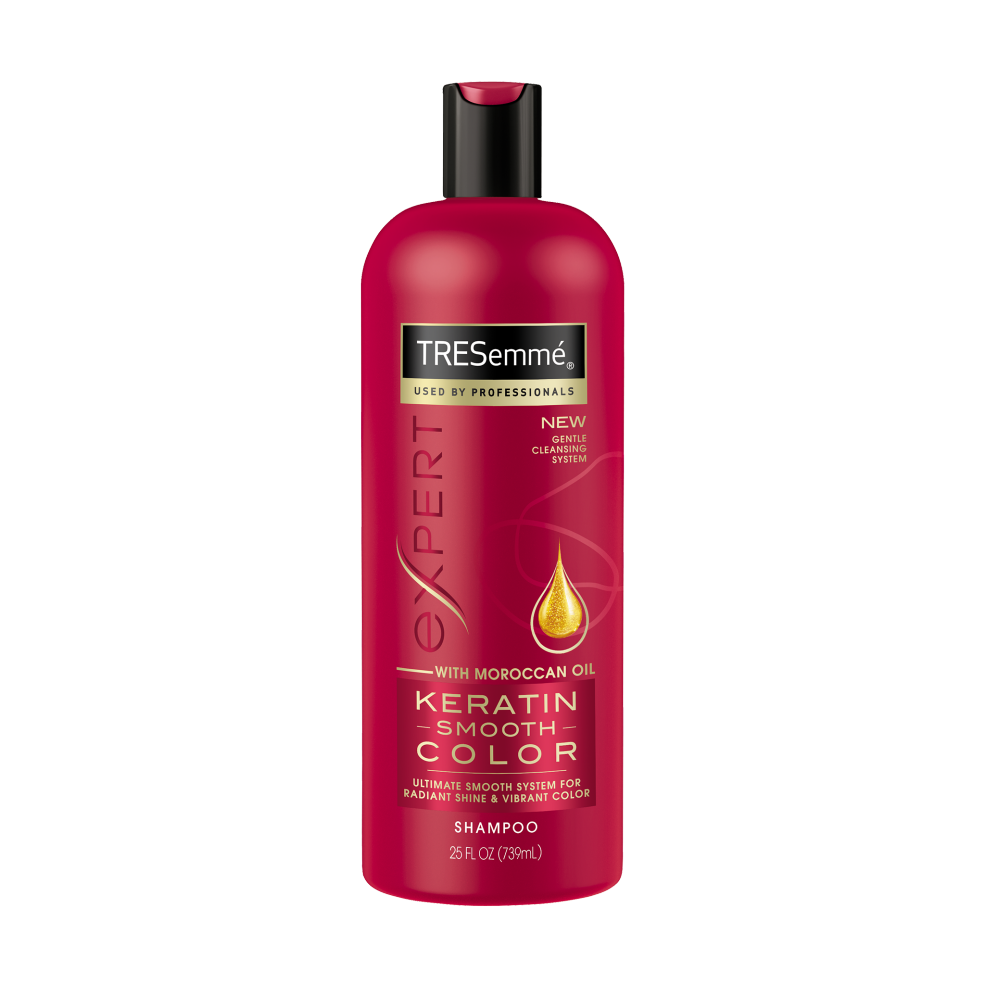 TRESemmé®
USED BY PROFESSIONALS
eXPERT
NEW
GENTLE
CLEANSING
SYSTEM
WITH MOROCCAN OIL
KERATIN
SMOOTH
COLOR
ULTIMATE SMOOTH SYSTEM FOR
RADIANT SHINE & VIBRANT COLOR
SHAMPOO
25 FL OZ (739mL)